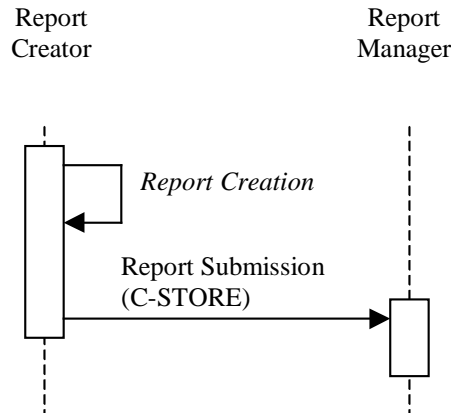 Report
Creator
Report
Manager
Report Creation
Report Submission
(C-STORE)